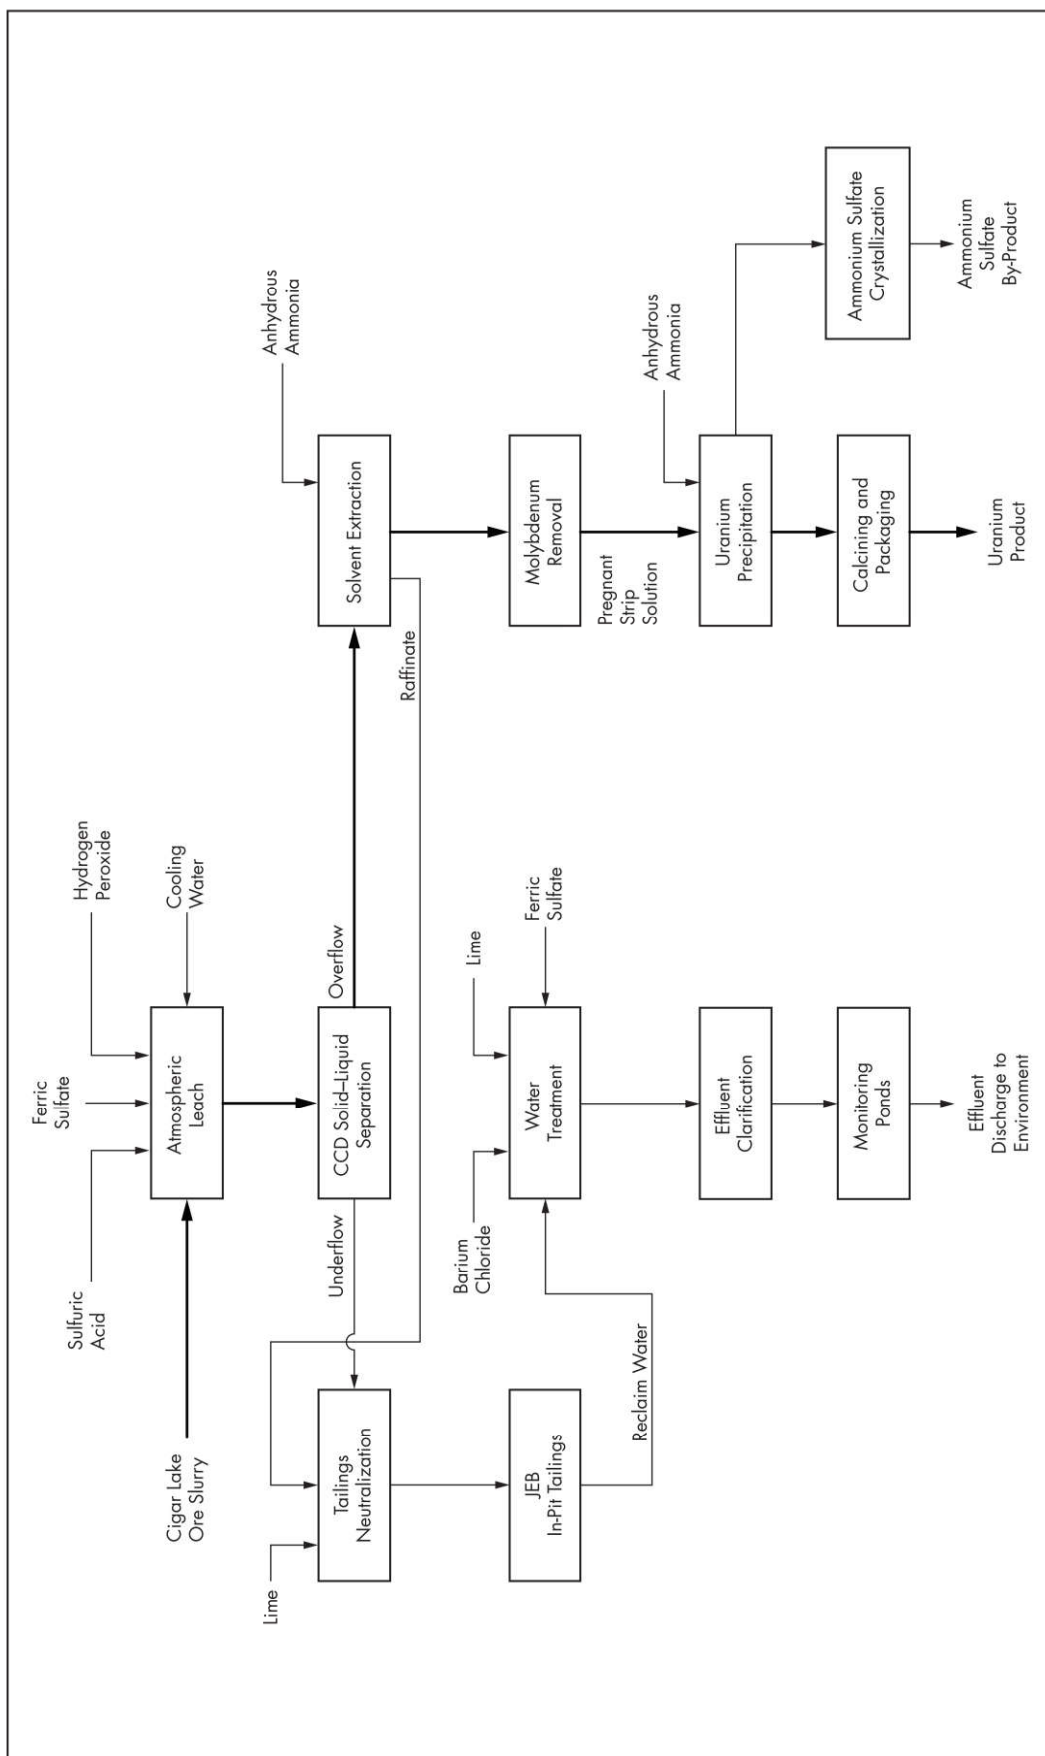 Hydrogen
Peroxide
Ferric
Sulfate
Sulfuric
Acid
Cooling
Water
Cigar Lake
Ore Slurry
Atmospheric
Leach
Anhydrous
Ammonia
Lime
Tailings
Neutralization
Underflow
CCD Solid–Liquid
Separation
Overflow
Solvent Extraction
Raffinate
Barium
Chloride
Lime
JEB
In-Pit Tailings
Water
Treatment
Ferric
Sulfate
Molybdenum
Removal
Reclaim Water
Pregnant
Strip
Solution
Anhydrous
Ammonia
Effluent
Clarification
Uranium
Precipitation
Monitoring
Ponds
Calcining and
Packaging
Ammonium Sulfate
Crystallization
Effluent
Discharge to
Environment
Uranium
Product
Ammonium
Sulfate
By-Product